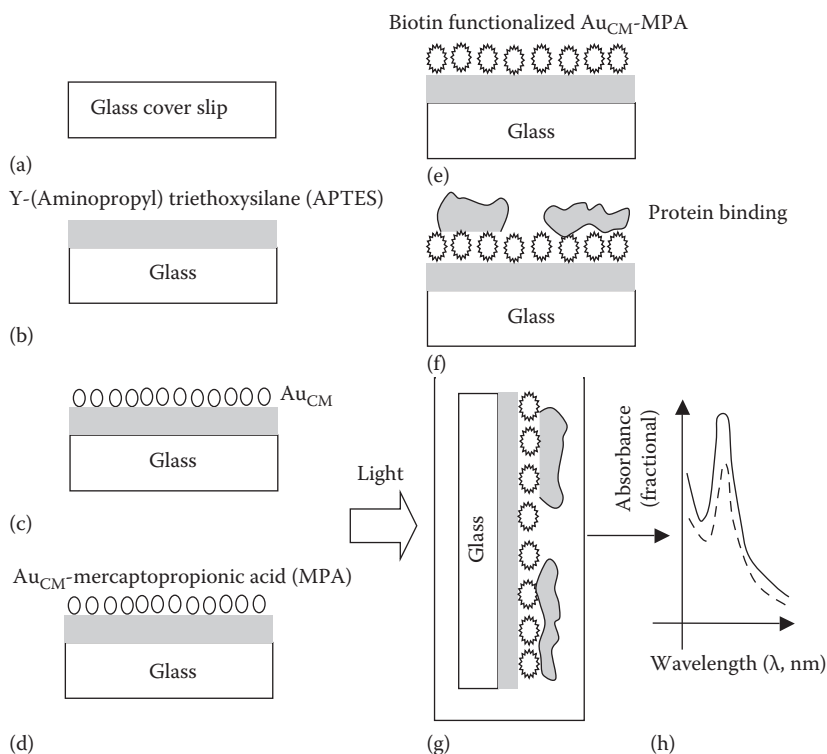 Glass cover slip
(a)
Y-(Aminopropyl) triethoxysilane (APTES)
Glass
(b)
Au_CM
Glass
(c)
Au_CM-mercaptopropionic acid (MPA)
Glass
(d)
Biotin functionalized Au_CM-MPA
Glass
(e)
Protein binding
Glass
(f)
Light
Glass
(g)
Absorbance
(fractional)
Wavelength (λ, nm)
(h)